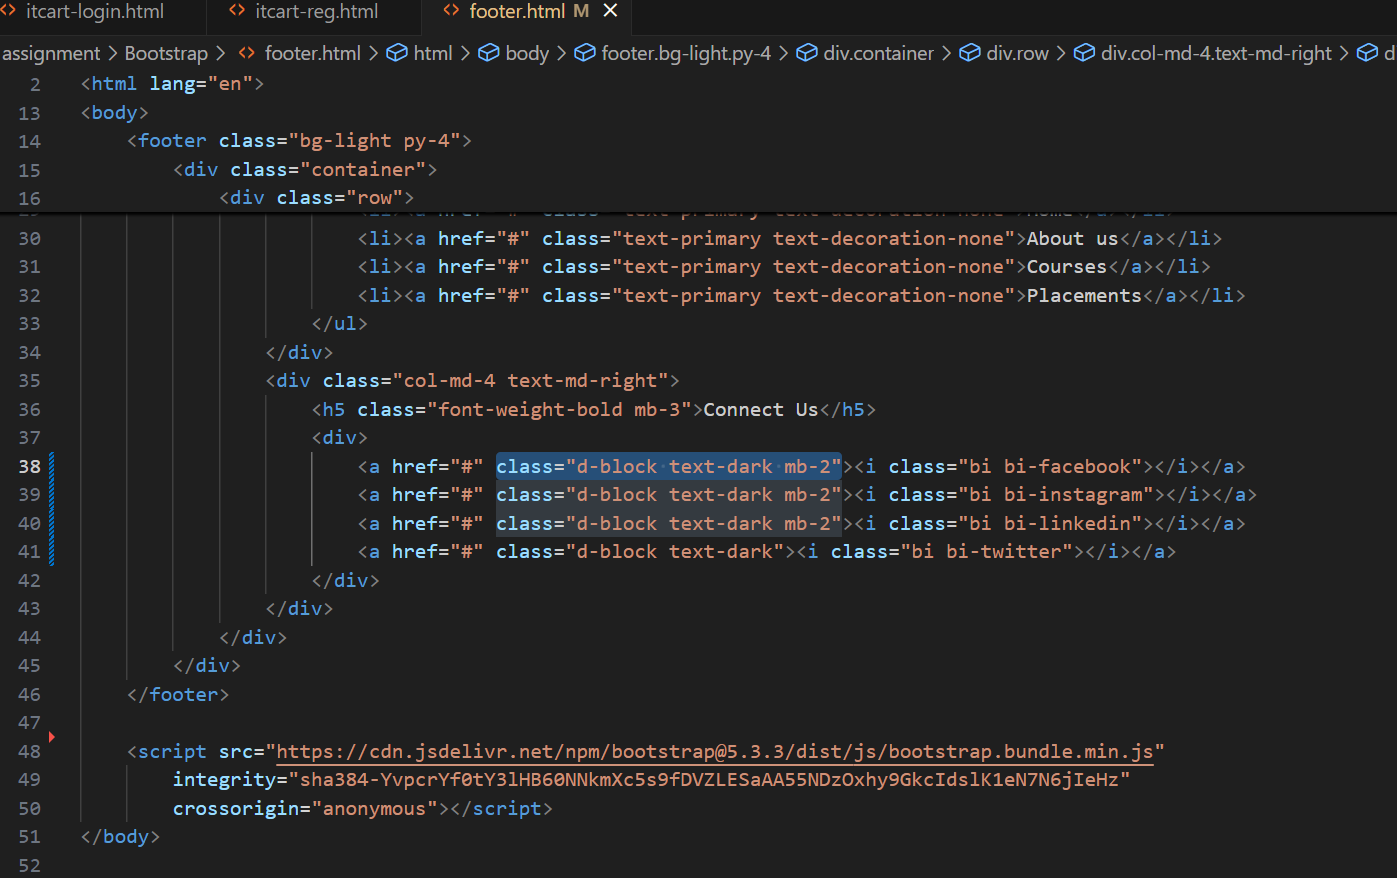 itcart-login.html itcart-reg.html footer.html M
assignment > Bootstrap > footer.html > html > body > footer.bg-light.py-4 > div.container > div.row > div.col-md-4.text-md-right > d
2 <html lang="en">
13 <body>
14 <footer class="bg-light py-4">
15 <div class="container">
16 <div class="row">
30 <li><a href="#" class="text-primary text-decoration-none">About us</a></li>
31 <li><a href="#" class="text-primary text-decoration-none">Courses</a></li>
32 <li><a href="#" class="text-primary text-decoration-none">Placements</a></li>
33 </ul>
34 </div>
35 <div class="col-md-4 text-md-right">
36 <h5 class="font-weight-bold mb-3">Connect Us</h5>
37 <div>
38 <a href="#" class="d-block text-dark mb-2"><i class="bi bi-facebook"></i></a>
39 <a href="#" class="d-block text-dark mb-2"><i class="bi bi-instagram"></i></a>
40 <a href="#" class="d-block text-dark mb-2"><i class="bi bi-linkedin"></i></a>
41 <a href="#" class="d-block text-dark"><i class="bi bi-twitter"></i></a>
42 </div>
43 </div>
44 </div>
45 </div>
46 </footer>
47
48 <script src="https://cdn.jsdelivr.net/npm/bootstrap@5.3.3/dist/js/bootstrap.bundle.min.js"
49 integrity="sha384-YvpcrYf0tY3lHB60NNkmXc5s9fDVZLESaAA55NDzOxhy9GkcIdslK1eN7N6jIeHz"
50 crossorigin="anonymous"></script>
51 </body>
52